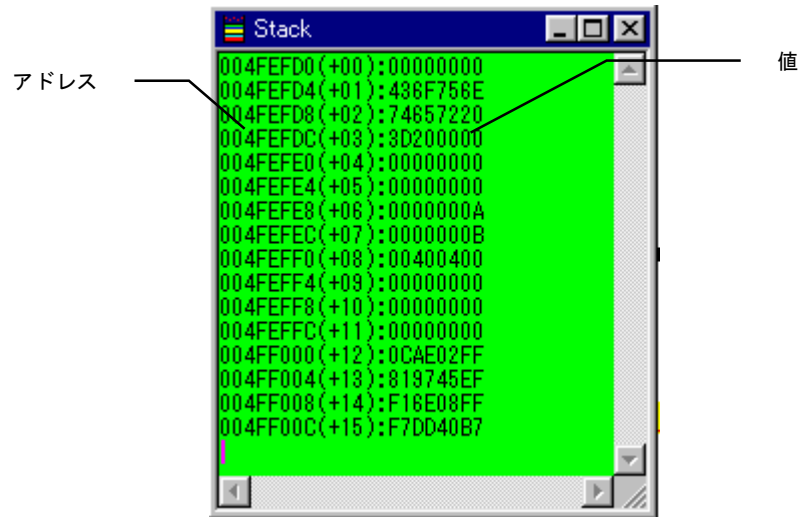 Stack
アドレス
値
004FEFD0(+00):00000000
004FEFD4(+01):436F756E
004FEFD8(+02):74657220
004FEFDC(+03):3D200000
004FEFE0(+04):00000000
004FEFE4(+05):00000000
004FEFE8(+06):0000000A
004FEFEC(+07):0000000B
004FEFF0(+08):00400400
004FEFF4(+09):00000000
004FEFF8(+10):00000000
004FEFFC(+11):00000000
004FF000(+12):0CAE02FF
004FF004(+13):819745EF
004FF008(+14):F16E08FF
004FF00C(+15):F7DD40B7